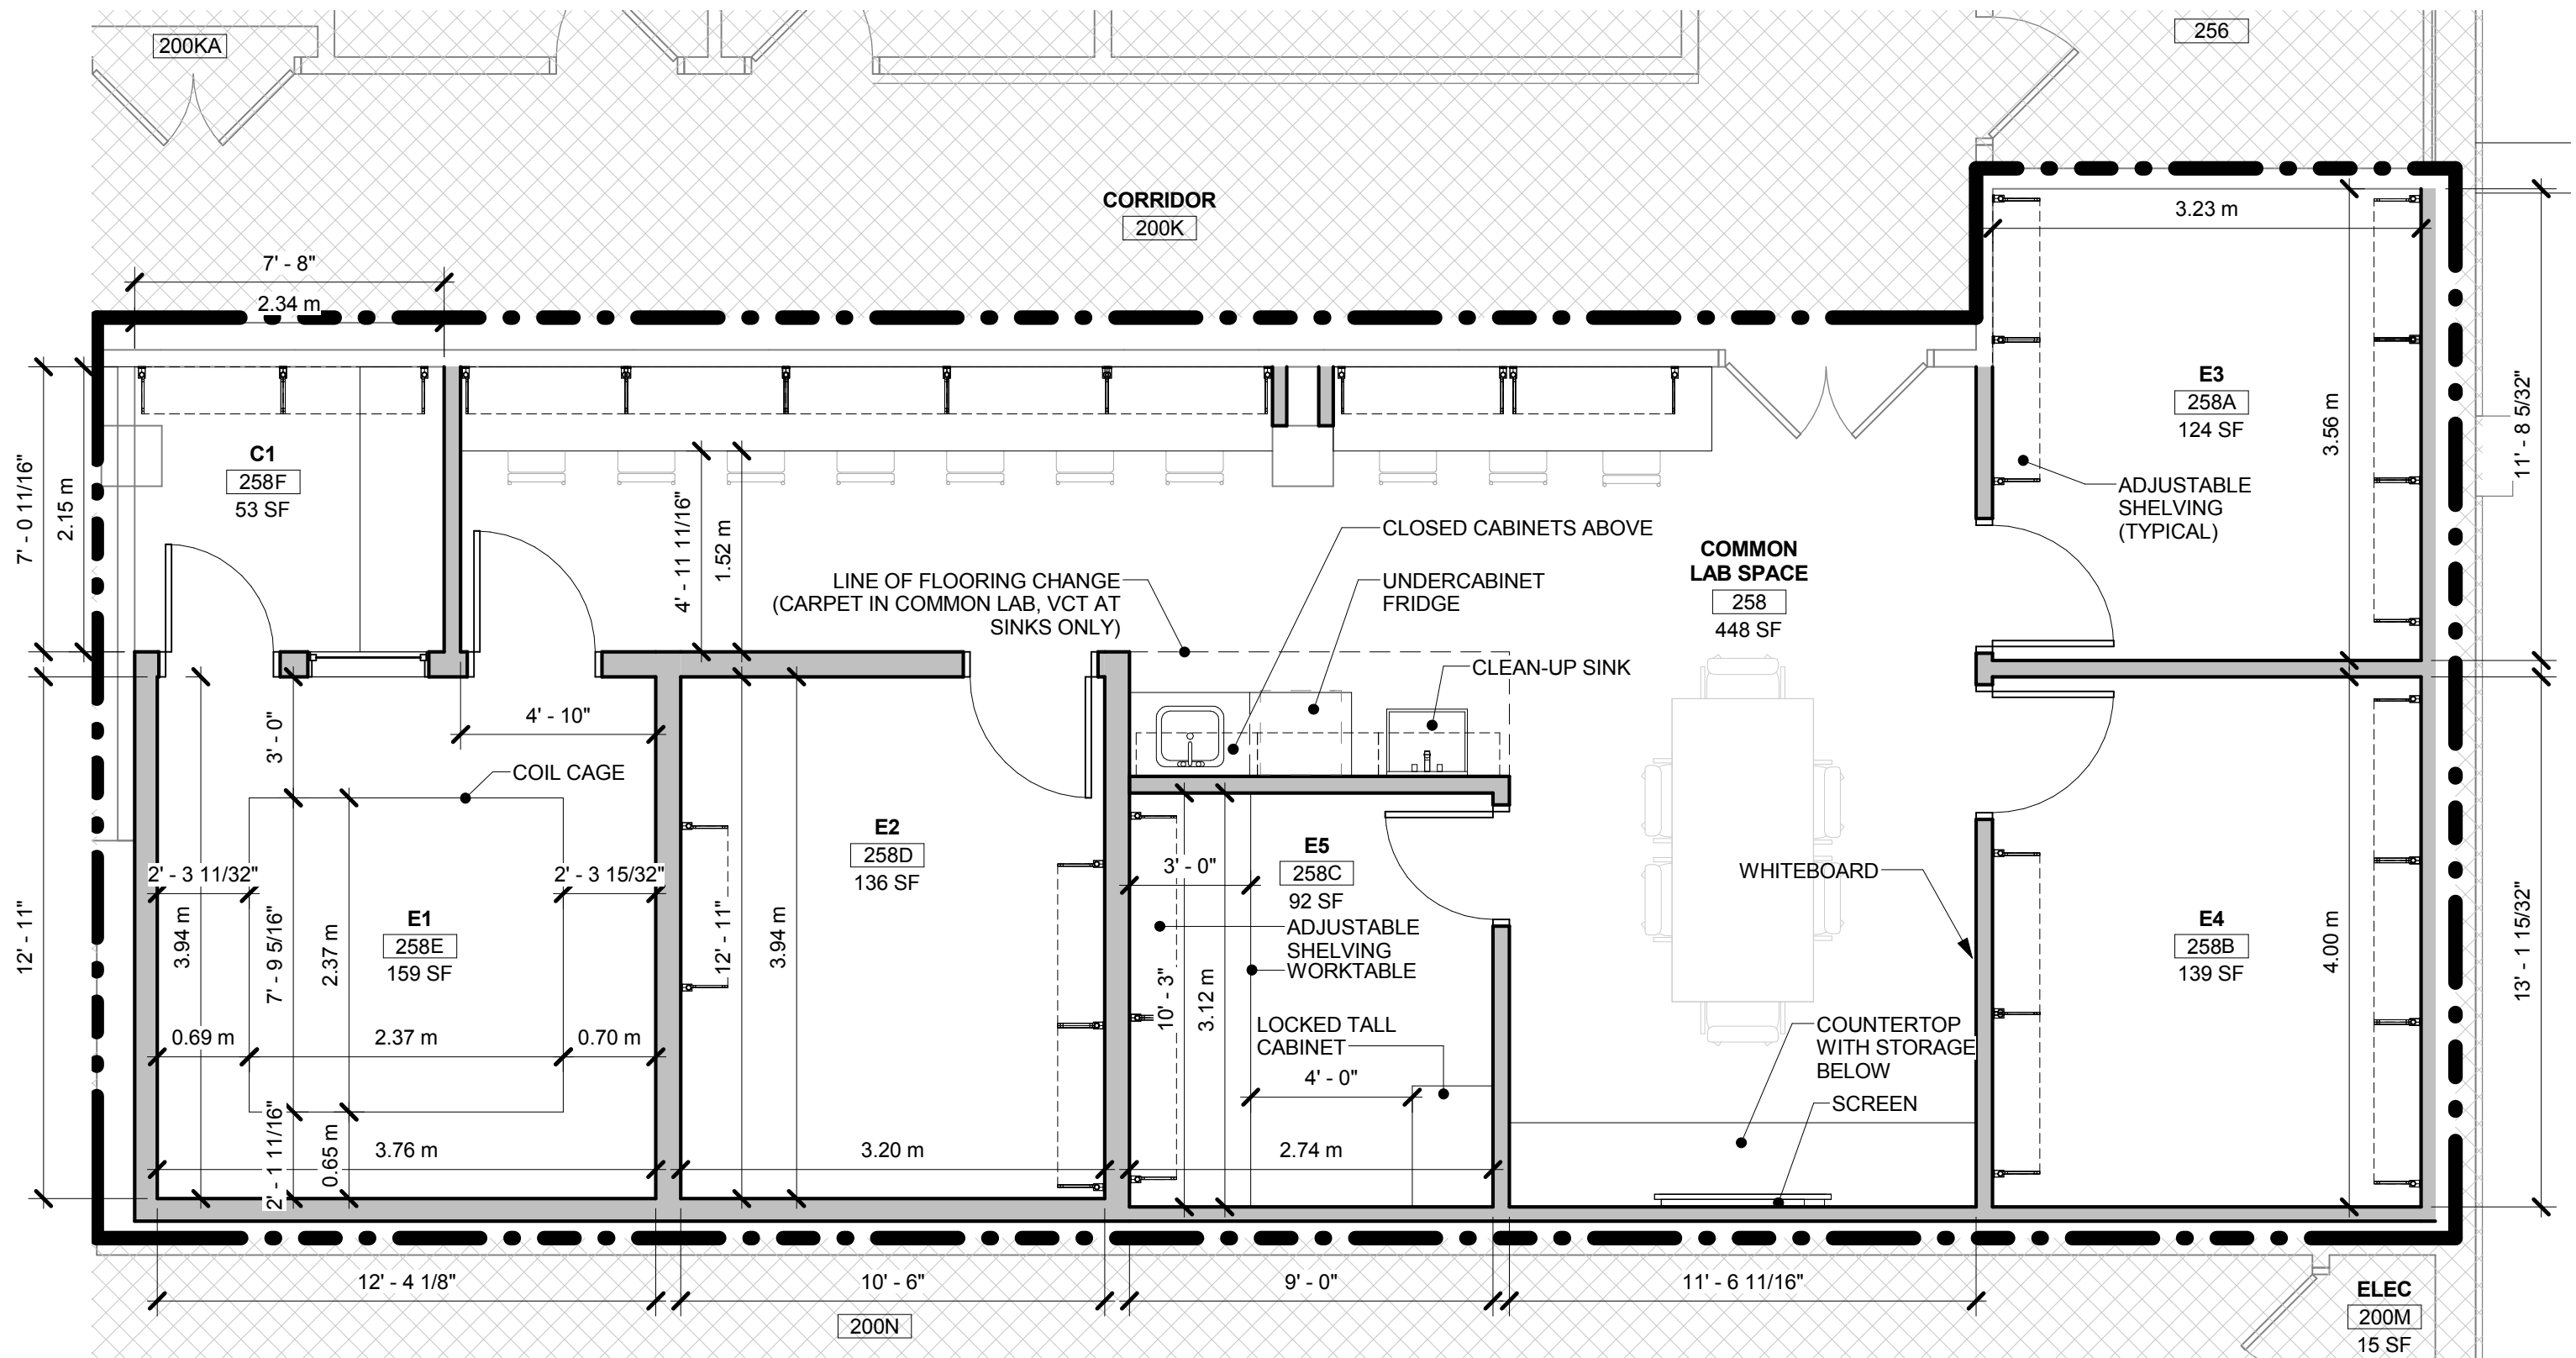 200KA
256
CORRIDOR
200K
7' - 8"
2.34 m
3.23 m
C1
258F
53 SF
7' - 0 11/16"
2.15 m
4' - 11 11/16"
1.52 m
E3
258A
124 SF
3.56 m
11' - 8 5/32"
ADJUSTABLE
SHELVING
(TYPICAL)
CLOSED CABINETS ABOVE
LINE OF FLOORING CHANGE
(CARPET IN COMMON LAB, VCT AT
SINKS ONLY)
UNDERCABINET
FRIDGE
CLEAN-UP SINK
COMMON
LAB SPACE
258
448 SF
3' - 0"
4' - 10"
COIL CAGE
2' - 3 11/32"
2' - 3 15/32"
12' - 11"
3.94 m
7' - 9 5/16"
2.37 m
E1
258E
159 SF
0.69 m
2.37 m
0.70 m
2' - 1 11/16"
0.65 m
3.76 m
E2
258D
136 SF
12' - 11"
3.94 m
3.20 m
E5
258C
92 SF
3' - 0"
ADJUSTABLE
SHELVING
WORKTABLE
10' - 3"
3.12 m
LOCKED TALL
CABINET
4' - 0"
2.74 m
WHITEBOARD
COUNTERTOP
WITH STORAGE
BELOW
SCREEN
E4
258B
139 SF
4.00 m
13' - 1 15/32"
12' - 4 1/8"
10' - 6"
9' - 0"
11' - 6 11/16"
200N
ELEC
200M
15 SF